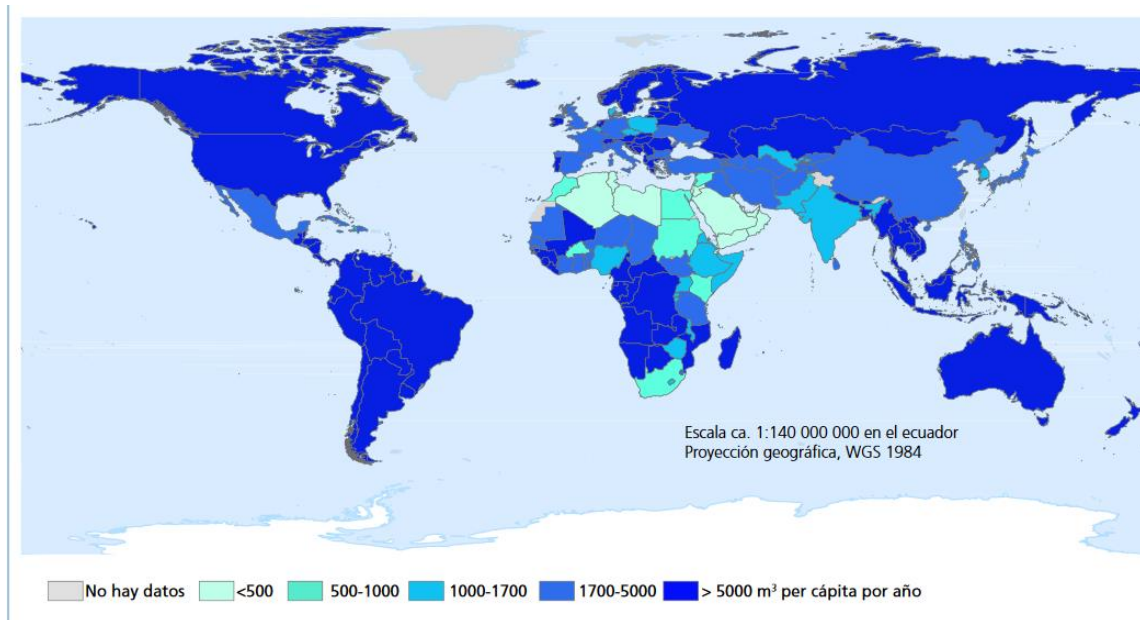 Escala ca. 1:140 000 000 en el ecuador
Proyección geográfica, WGS 1984
No hay datos <500 500-1000 1000-1700 1700-5000 > 5000 m³ per cápita por año